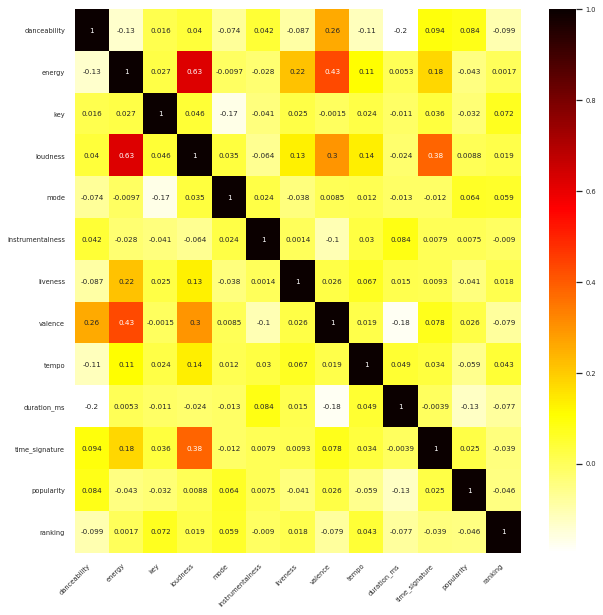 danceability 1 -0.13 0.016 0.04 -0.074 0.042 -0.087 0.26 -0.11 -0.2 0.094 0.084 -0.099
energy -0.13 1 0.027 0.63 -0.0097 -0.028 0.22 0.43 0.11 0.0053 0.18 -0.043 0.0017
key 0.016 0.027 1 0.046 -0.17 -0.041 0.025 -0.0015 0.024 -0.011 0.036 -0.032 0.072
loudness 0.04 0.63 0.046 1 0.035 -0.064 0.13 0.3 0.14 -0.024 0.38 0.0088 0.019
mode -0.074 -0.0097 -0.17 0.035 1 0.024 -0.038 0.0085 0.012 -0.013 -0.012 0.064 0.059
instrumentalness 0.042 -0.028 -0.041 -0.064 0.024 1 0.0014 -0.1 0.03 0.084 0.0079 0.0075 -0.009
liveness -0.087 0.22 0.025 0.13 -0.038 0.0014 1 0.026 0.067 0.015 0.0093 -0.041 0.018
valence 0.26 0.43 -0.0015 0.3 0.0085 -0.1 0.026 1 0.019 -0.18 0.078 0.026 -0.079
tempo -0.11 0.11 0.024 0.14 0.012 0.03 0.067 0.019 1 0.049 0.034 -0.059 0.043
duration_ms -0.2 0.0053 -0.011 -0.024 -0.013 0.084 0.015 -0.18 0.049 1 -0.0039 -0.13 -0.077
time_signature 0.094 0.18 0.036 0.38 -0.012 0.0079 0.0093 0.078 0.034 -0.0039 1 0.025 -0.039
popularity 0.084 -0.043 -0.032 0.0088 0.064 0.0075 -0.041 0.026 -0.059 -0.13 0.025 1 -0.046
ranking -0.099 0.0017 0.072 0.019 0.059 -0.009 0.018 -0.079 0.043 -0.077 -0.039 -0.046 1
danceability energy key loudness mode instrumentalness liveness valence tempo duration_ms time_signature popularity ranking
1.0
0.8
0.6
0.4
0.2
0.0